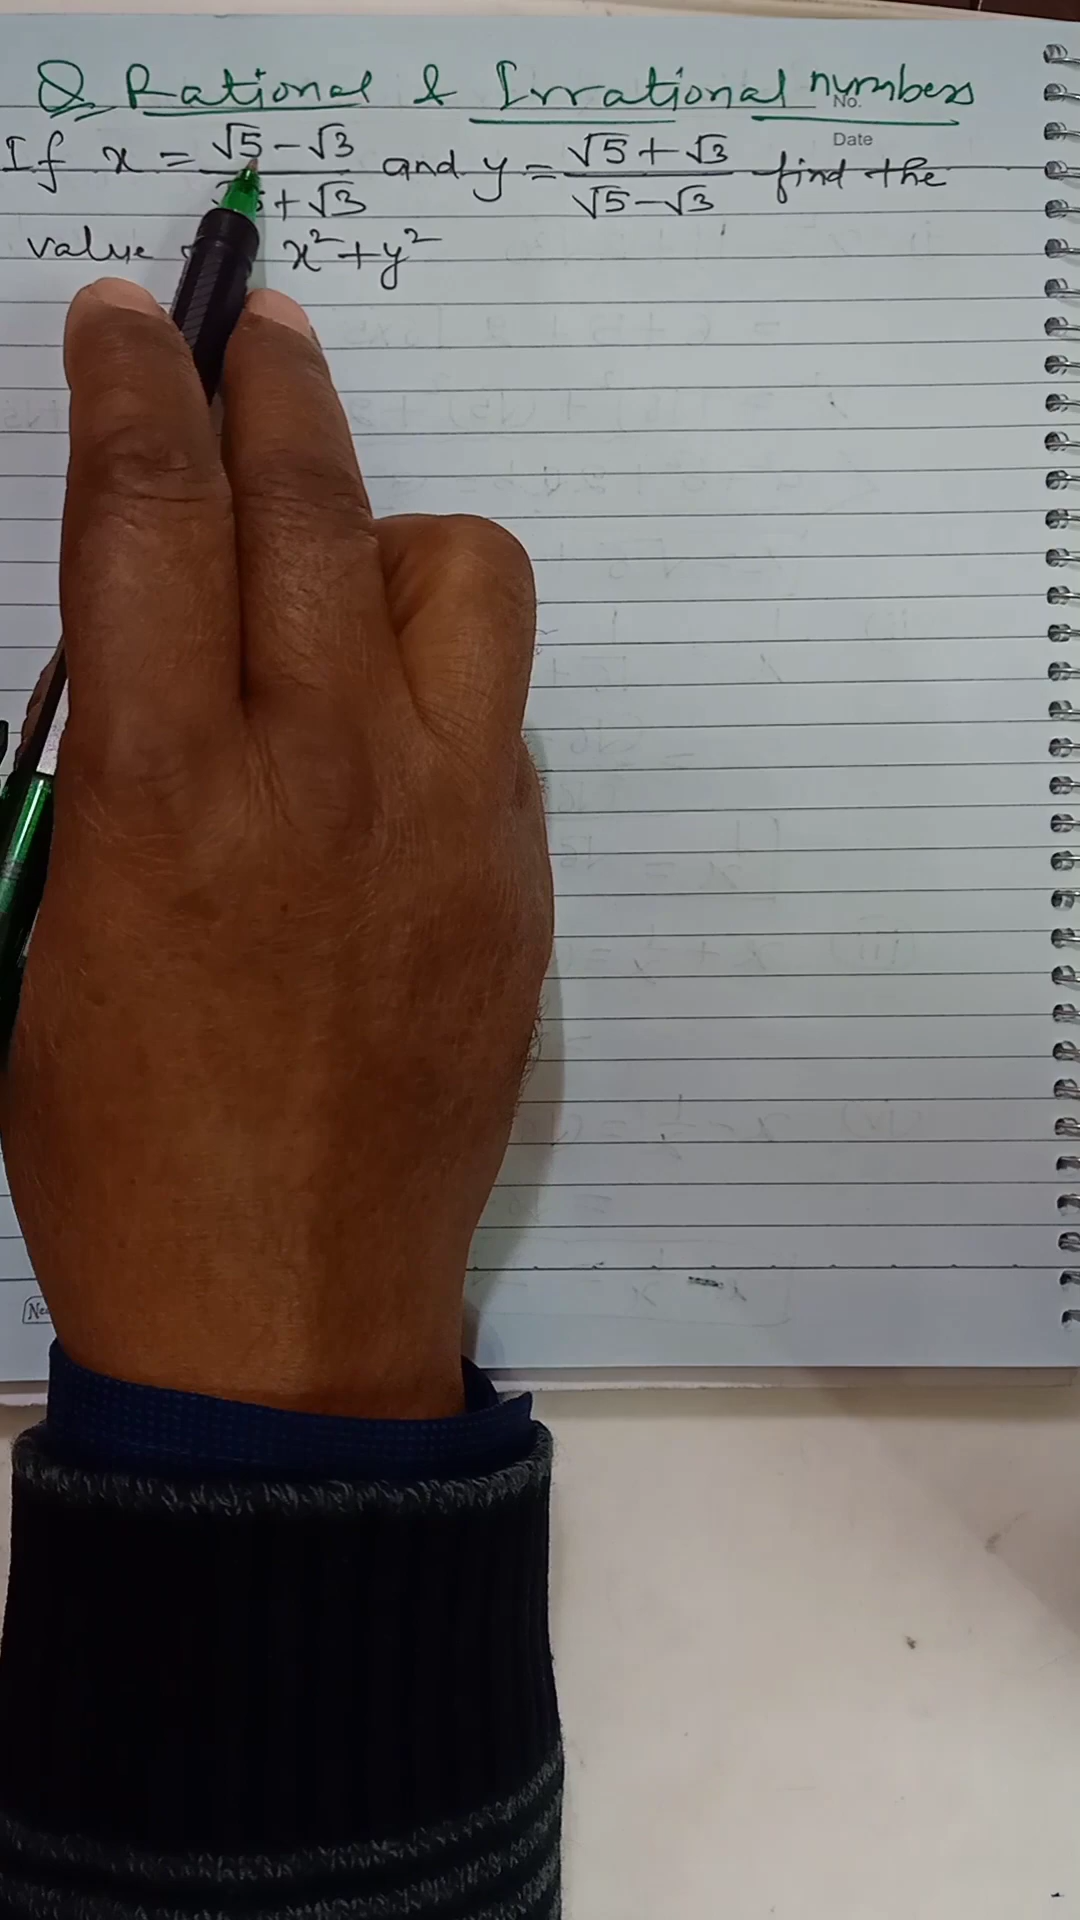 Q Rational & Irrational numbers
No.
Date
If x = (√5 - √3)/(√5 + √3) and y = (√5 + √3)/(√5 - √3) find the
value x² + y²